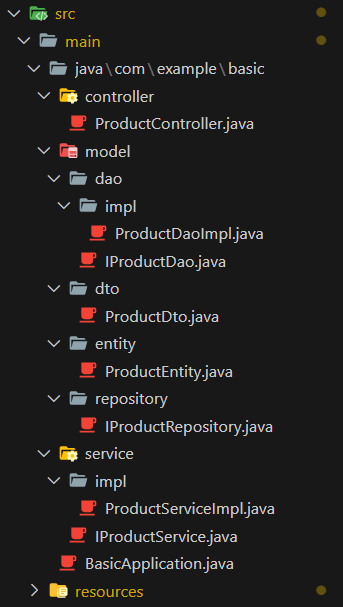 src
main
java\com\example\basic
controller
ProductController.java
model
dao
impl
ProductDaoImpl.java
IProductDao.java
dto
ProductDto.java
entity
ProductEntity.java
repository
IProductRepository.java
service
impl
ProductServiceImpl.java
IProductService.java
BasicApplication.java
resources